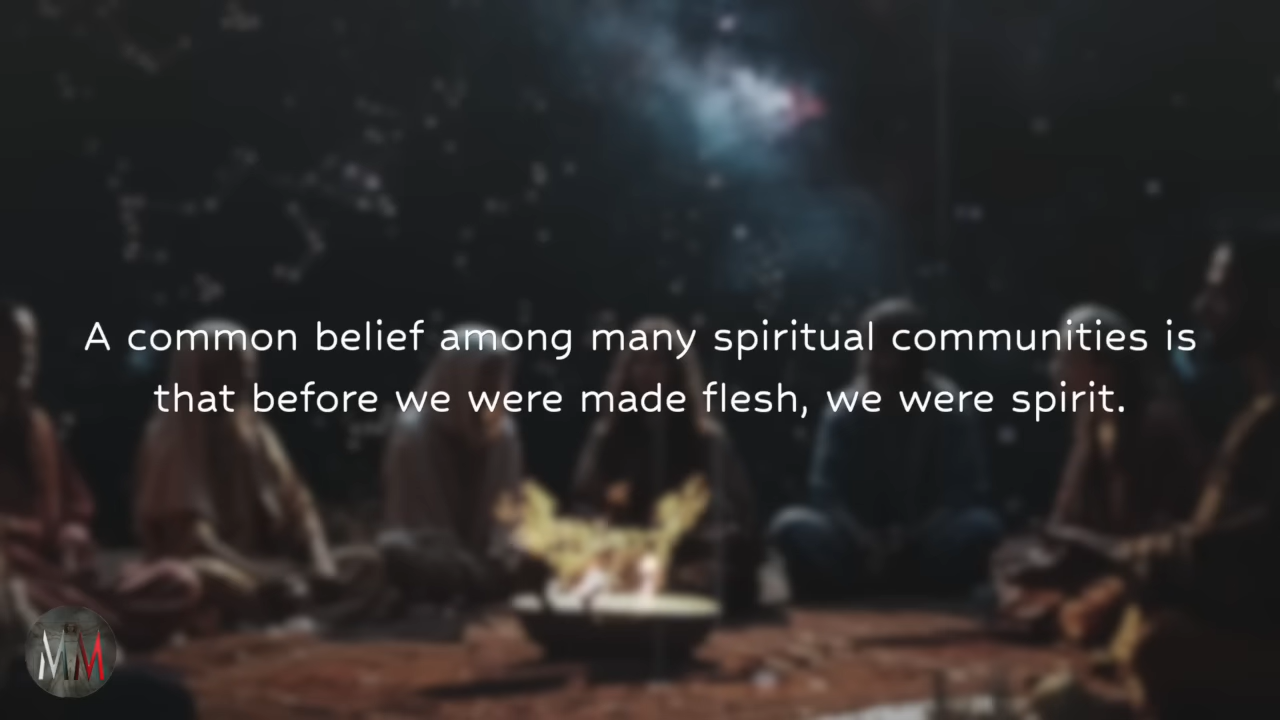 A common belief among many spiritual communities is
that before we were made flesh, we were spirit.
MM